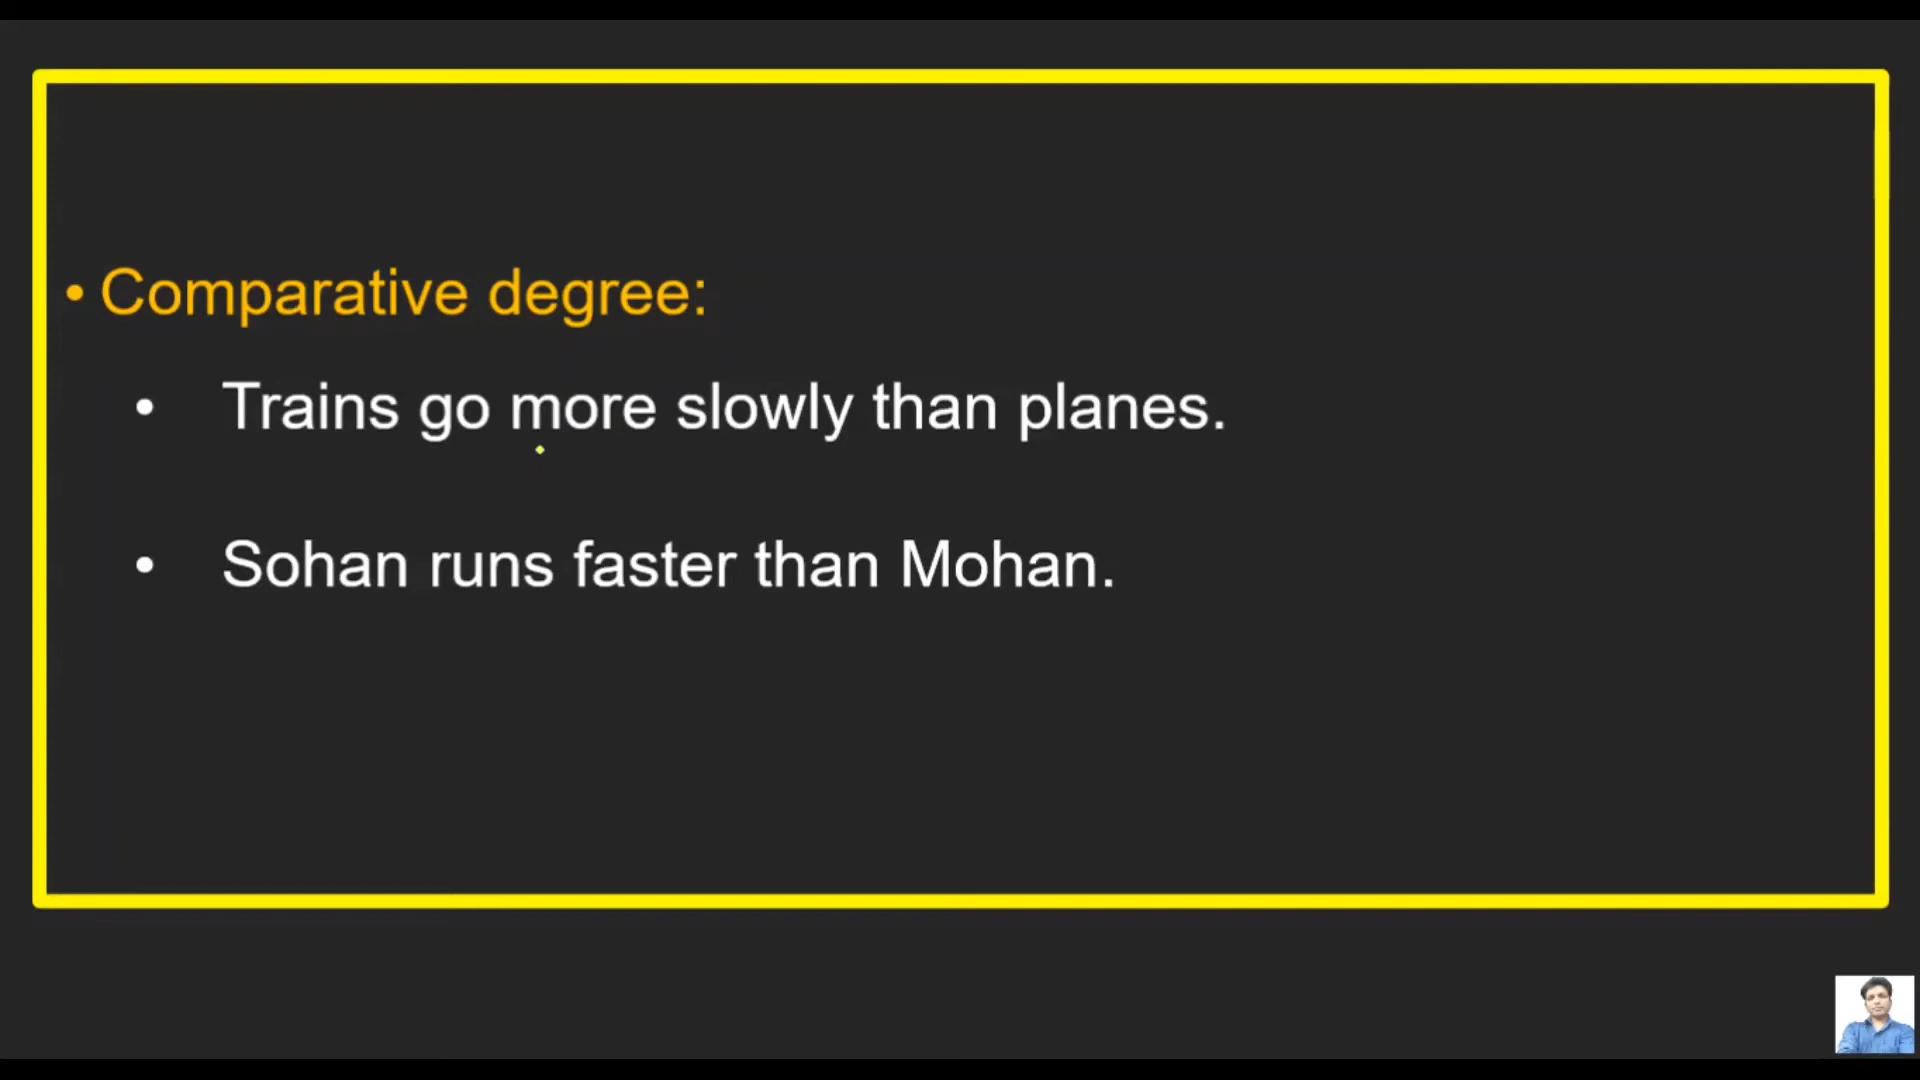 • Comparative degree:
• Trains go more slowly than planes.
• Sohan runs faster than Mohan.